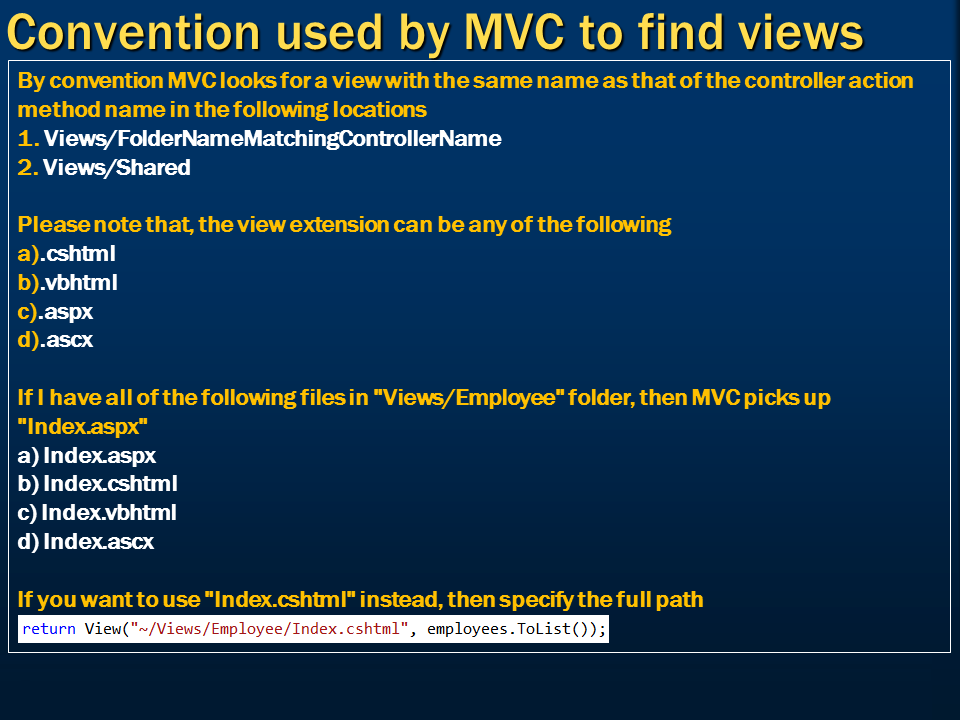 Convention used by MVC to find views
By convention MVC looks for a view with the same name as that of the controller action
method name in the following locations
1. Views/FolderNameMatchingControllerName
2. Views/Shared
Please note that, the view extension can be any of the following
a).cshtml
b).vbhtml
c).aspx
d).ascx
If I have all of the following files in "Views/Employee" folder, then MVC picks up
"Index.aspx"
a) Index.aspx
b) Index.cshtml
c) Index.vbhtml
d) Index.ascx
If you want to use "Index.cshtml" instead, then specify the full path
return View("~/Views/Employee/Index.cshtml", employees.ToList());